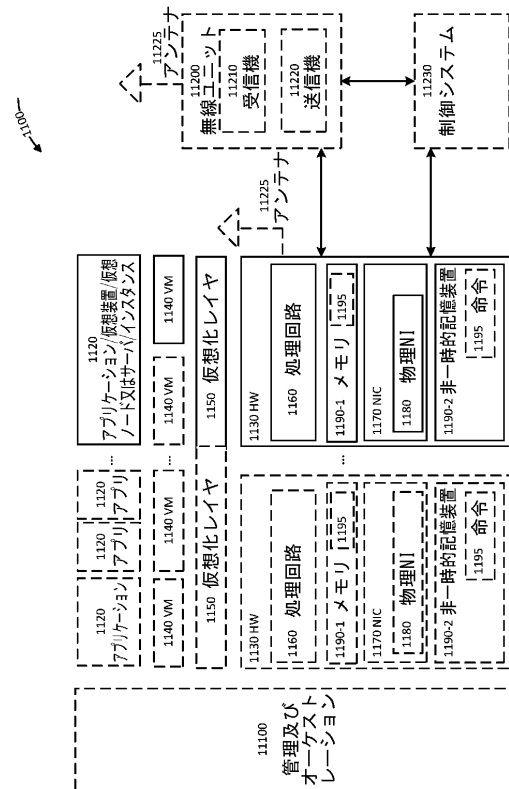 1100
11100
管理及び
オーケスト
レーション
1120
アプリケーション
1120
アプリ
1120
アプリ
...
1120
アプリケーション/仮想装置/仮想
ノード又はサーバ/インスタンス
1140 VM
1140 VM
...
1140 VM
1140 VM
1150 仮想化レイヤ
1150 仮想化レイヤ
1130 HW
1160 処理回路
1190-1 メモリ
1195
1170 NIC
1180 物理NI
1190-2 非一時的記憶装置
1195 命令
...
1130 HW
1160 処理回路
1190-1 メモリ
1195
1170 NIC
1180 物理NI
1190-2 非一時的記憶装置
1195 命令
11225
アンテナ
11225
アンテナ
11200
無線ユニット
11210
受信機
11220
送信機
11230
制御システム